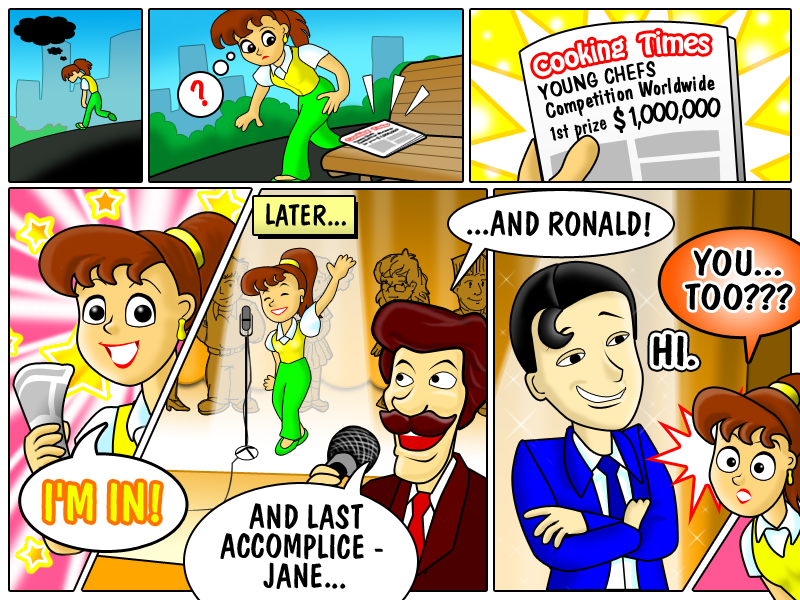 ?
Cooking Times
YOUNG CHEFS
Competition Worldwide
1st prize $1,000,000
I'M IN!
LATER...
AND LAST
ACCOMPLICE -
JANE...
...AND RONALD!
HI.
YOU...
TOO???